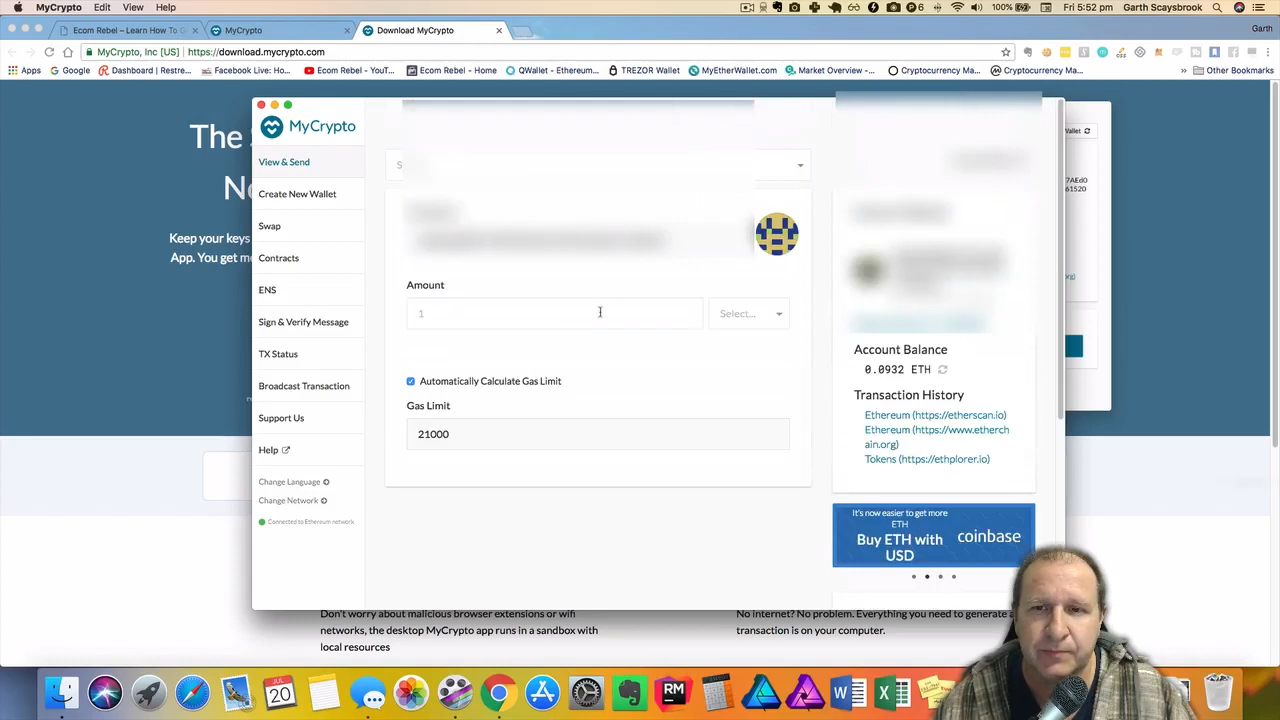 MyCrypto Edit View Help
6 100% Fri 5:52 pm Garth Scaysbrook
Ecom Rebel – Learn How To G
MyCrypto
Download MyCrypto
Garth
MyCrypto, Inc [US] https://download.mycrypto.com
Apps Google Dashboard | Restre... Facebook Live: Ho... Ecom Rebel - YouT... Ecom Rebel - Home QWallet - Ethereum... TREZOR Wallet MyEtherWallet.com Market Overview -... Cryptocurrency Ma... Cryptocurrency Ma... » Other Bookmarks
The
No
Keep your keys
App. You get mo
MyCrypto
View & Send
Create New Wallet
Swap
Contracts
ENS
Sign & Verify Message
TX Status
Broadcast Transaction
Support Us
Help
Change Language
Change Network
Connected to Ethereum network
S
Amount
1
Select...
Automatically Calculate Gas Limit
Gas Limit
21000
Account Balance
0.0932 ETH
Transaction History
Ethereum (https://etherscan.io)
Ethereum (https://www.etherch
ain.org)
Tokens (https://ethplorer.io)
It's now easier to get more
ETH
Buy ETH with
USD
coinbase
Wallet
7AEd0
61520
Don't worry about malicious browser extensions or wifi
networks, the desktop MyCrypto app runs in a sandbox with
local resources
No internet? No problem. Everything you need to generate a
transaction is on your computer.
JUL
20
RM